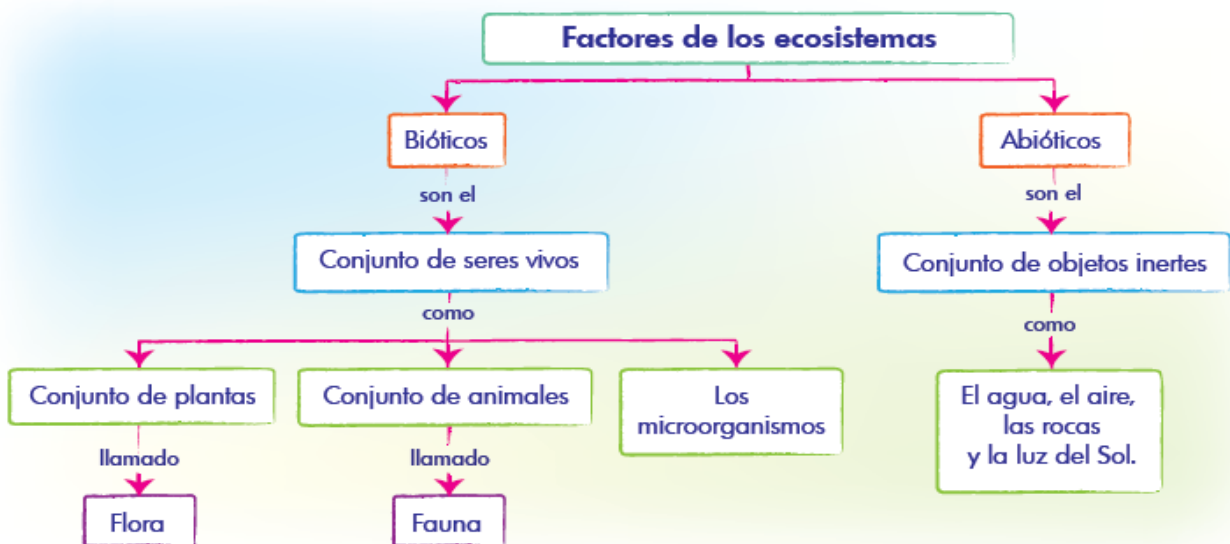 Factores de los ecosistemas
Bióticos
Abióticos
son el
son el
Conjunto de seres vivos
Conjunto de objetos inertes
como
como
Conjunto de plantas
Conjunto de animales
Los
microorganismos
El agua, el aire,
las rocas
y la luz del Sol.
llamado
llamado
Flora
Fauna